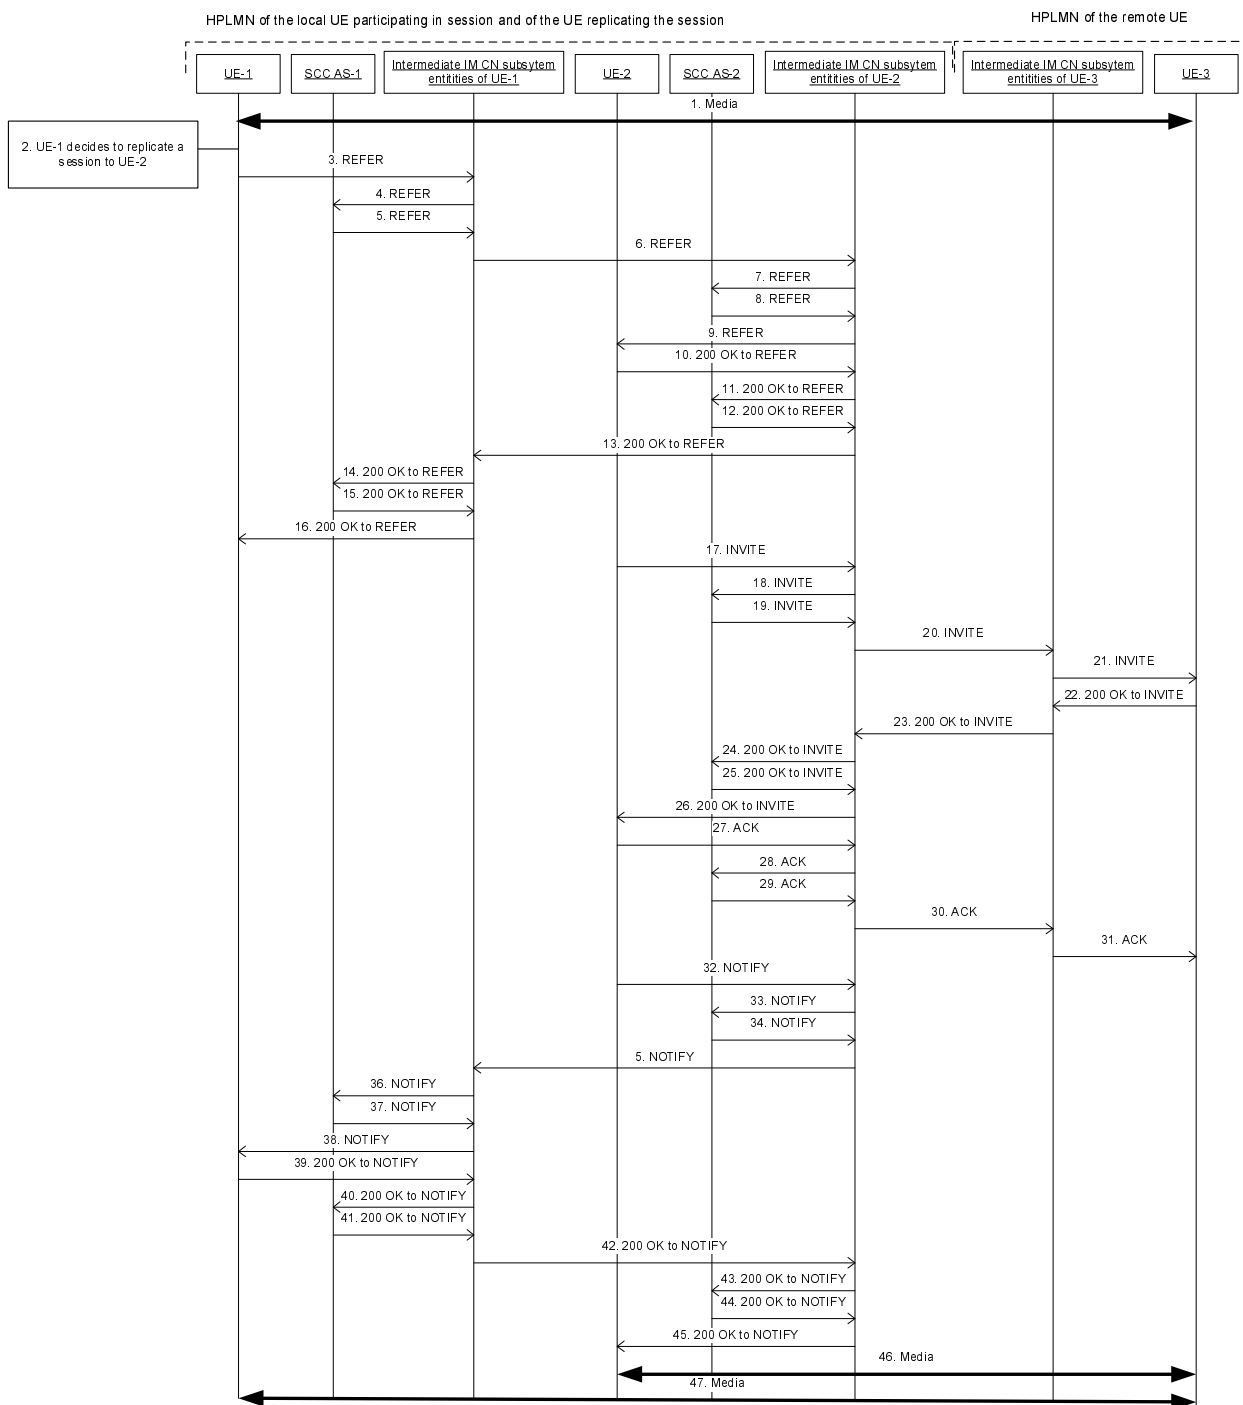 HPLMN of the local UE participating in session and of the UE replicating the session
HPLMN of the remote UE
UE-1
SCC AS-1
Intermediate IM CN subsytem
entitities of UE-1
UE-2
SCC AS-2
Intermediate IM CN subsytem
entitities of UE-2
Intermediate IM CN subsytem
entitities of UE-3
UE-3
1. Media
2. UE-1 decides to replicate a
session to UE-2
3. REFER
4. REFER
5. REFER
6. REFER
7. REFER
8. REFER
9. REFER
10. 200 OK to REFER
11. 200 OK to REFER
12. 200 OK to REFER
13. 200 OK to REFER
14. 200 OK to REFER
15. 200 OK to REFER
16. 200 OK to REFER
17. INVITE
18. INVITE
19. INVITE
20. INVITE
21. INVITE
22. 200 OK to INVITE
23. 200 OK to INVITE
24. 200 OK to INVITE
25. 200 OK to INVITE
26. 200 OK to INVITE
27. ACK
28. ACK
29. ACK
30. ACK
31. ACK
32. NOTIFY
33. NOTIFY
34. NOTIFY
5. NOTIFY
36. NOTIFY
37. NOTIFY
38. NOTIFY
39. 200 OK to NOTIFY
40. 200 OK to NOTIFY
41. 200 OK to NOTIFY
42. 200 OK to NOTIFY
43. 200 OK to NOTIFY
44. 200 OK to NOTIFY
45. 200 OK to NOTIFY
46. Media
47. Media